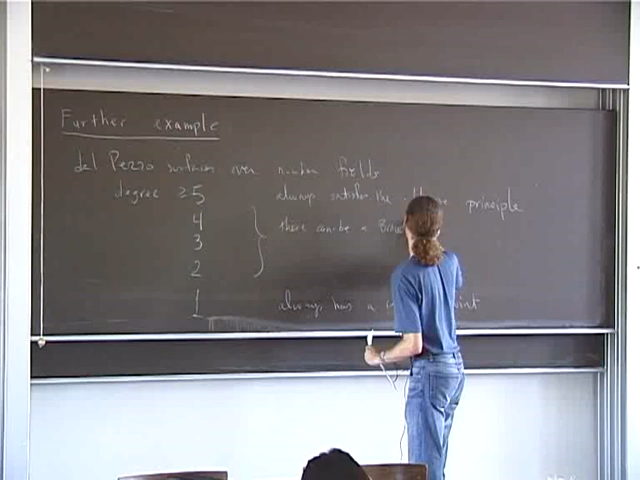 Further example
del Pezzo surfaces over number fields
degree ≥5 always satisfies the principle
4 there can be a
3
2
1 always has a